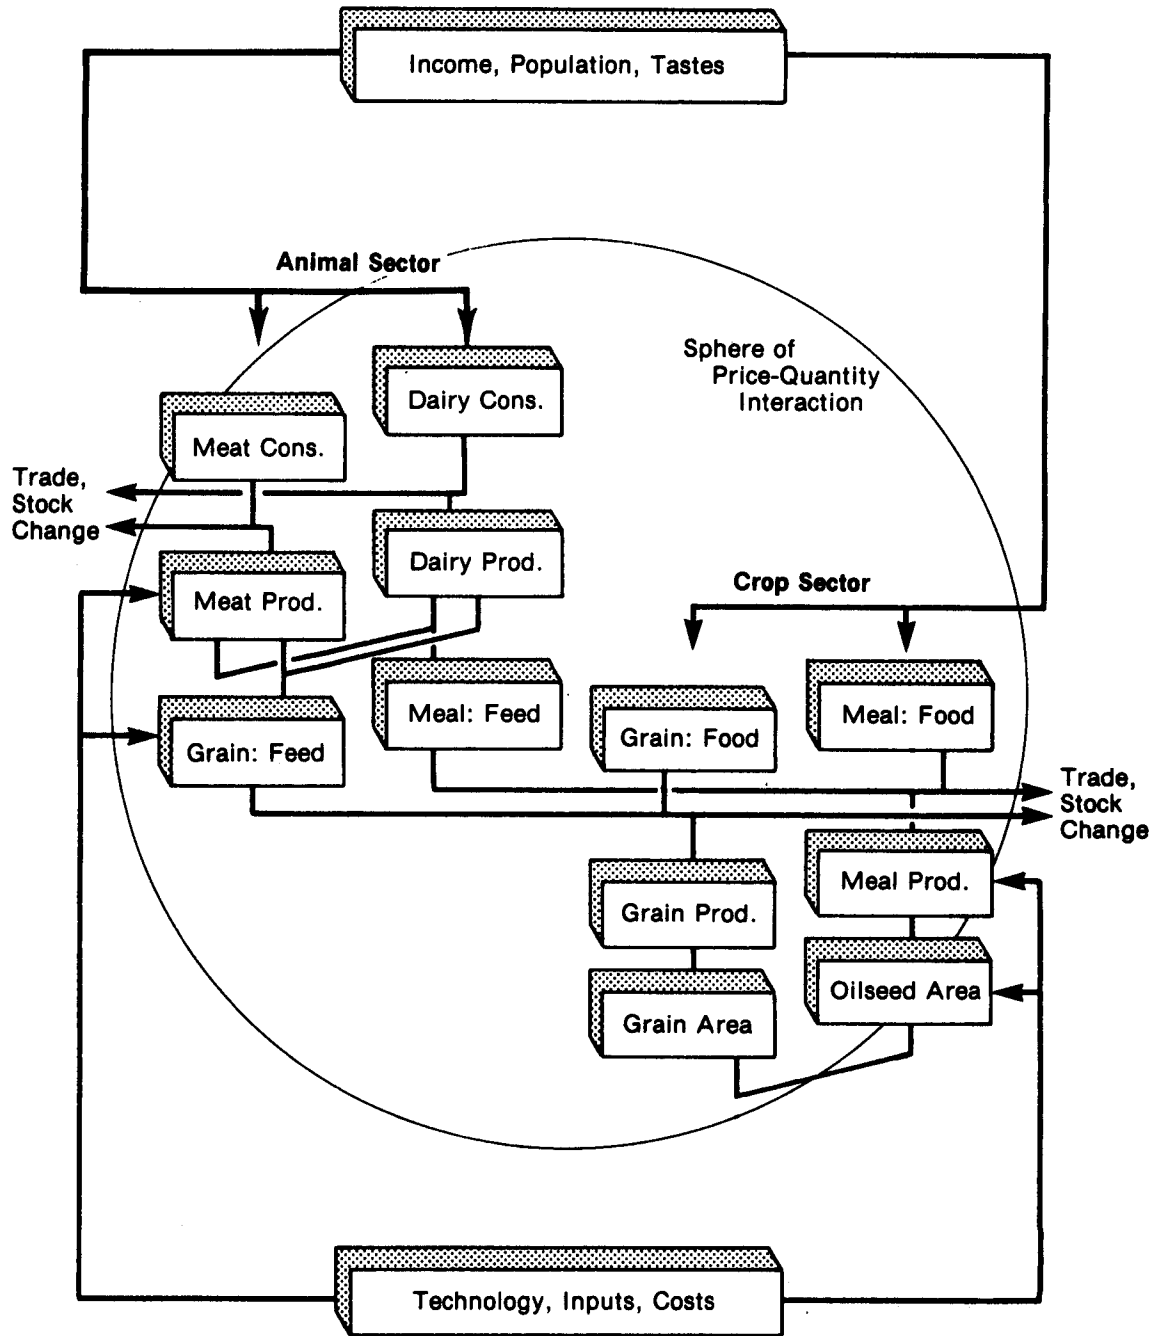 Income, Population, Tastes
Animal Sector
Sphere of
Price-Quantity
Interaction
Dairy Cons.
Meat Cons.
Trade,
Stock
Change
Dairy Prod.
Meat Prod.
Crop Sector
Meal: Feed
Meal: Food
Grain: Feed
Grain: Food
Trade,
Stock
Change
Meal Prod.
Grain Prod.
Oilseed Area
Grain Area
Technology, Inputs, Costs